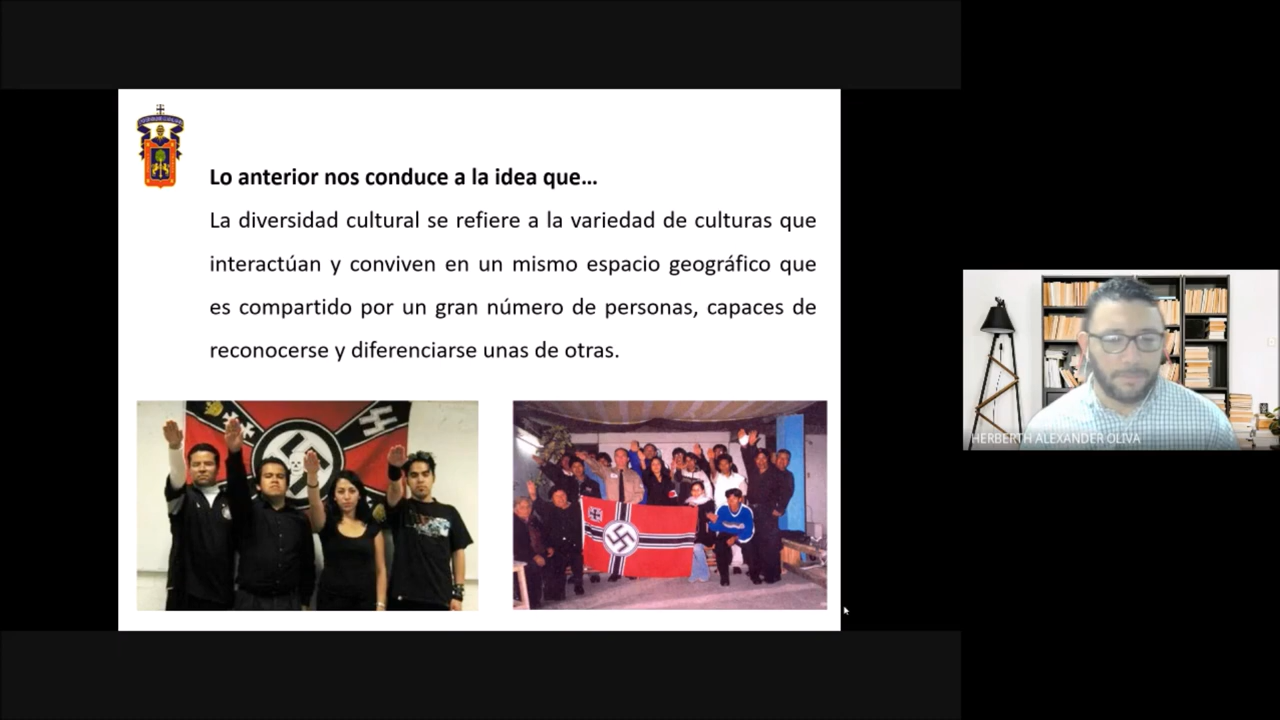 Lo anterior nos conduce a la idea que...
La diversidad cultural se refiere a la variedad de culturas que
interactúan y conviven en un mismo espacio geográfico que
es compartido por un gran número de personas, capaces de
reconocerse y diferenciarse unas de otras.
HERBERTH ALEXANDER OLIVA